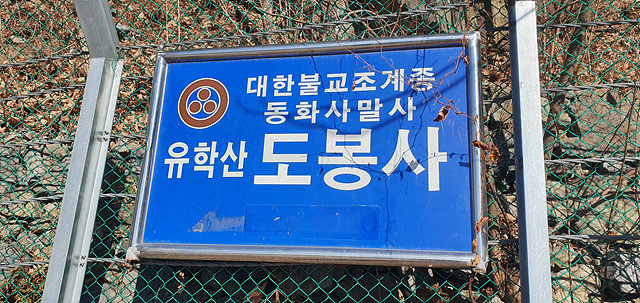 대한불교조계종
동화사말사
유학산 도봉사